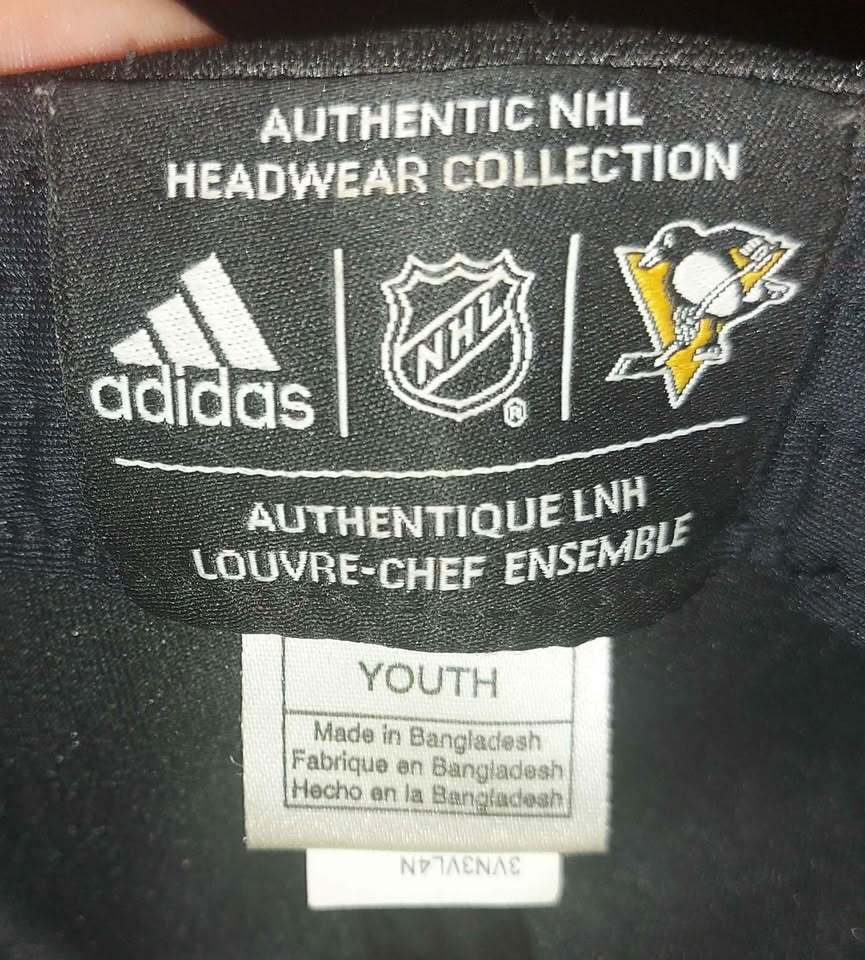 AUTHENTIC NHL
HEADWEAR COLLECTION
adidas
NHL
®
AUTHENTIQUE LNH
LOUVRE-CHEF ENSEMBLE
YOUTH
Made in Bangladesh
Fabrique en Bangladesh
Hecho en la Bangladesh
3VN3VL4N